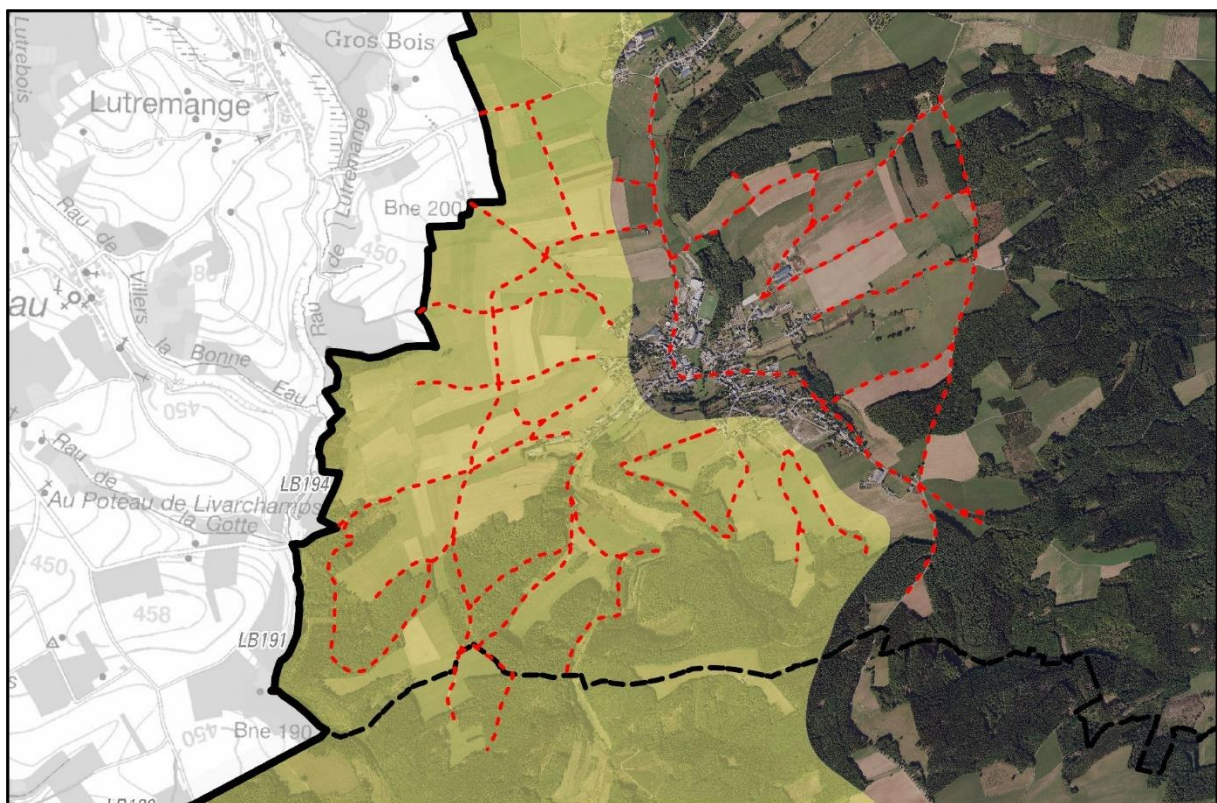 Lutrebois
Gros Bois
Lutremange
Rau de Lutremange
Bne 200
450
Rau de Villers la Bonne Eau
au
450
LB194
Rau de la Gotte
Au Poteau de Livarchamps
450
458
LB191
Bne 190
450